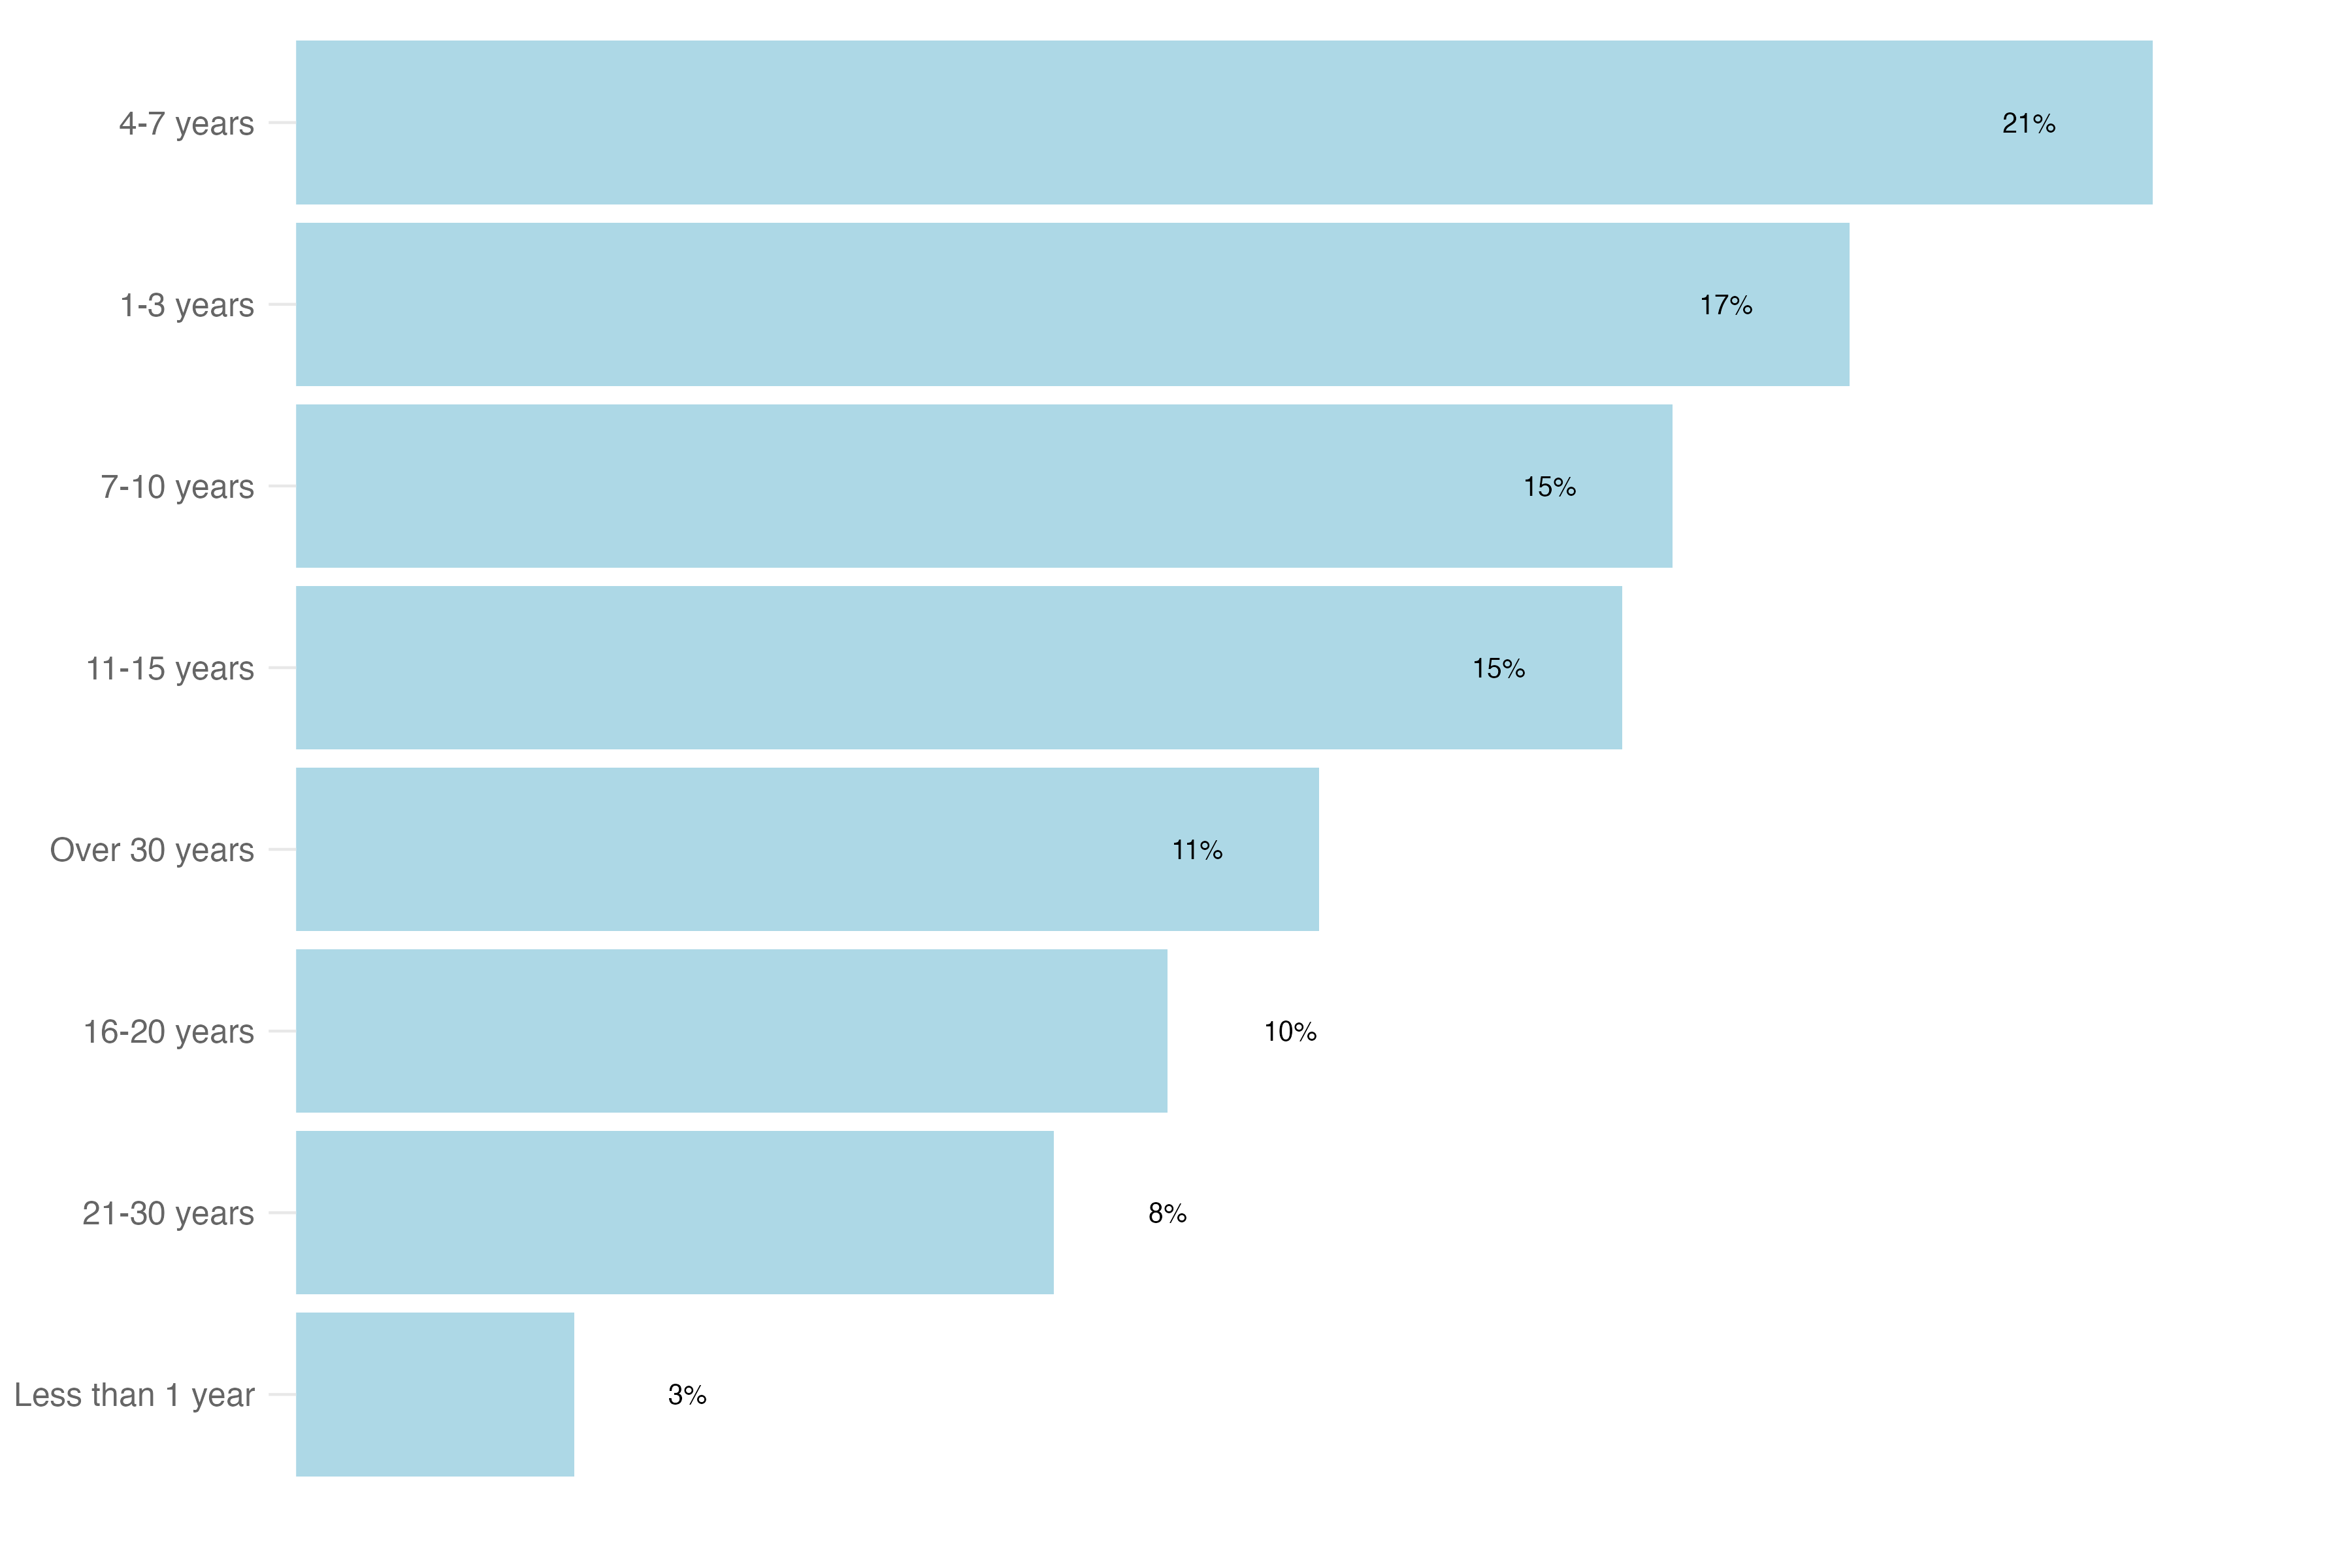 4-7 years 21%
1-3 years 17%
7-10 years 15%
11-15 years 15%
Over 30 years 11%
16-20 years 10%
21-30 years 8%
Less than 1 year 3%